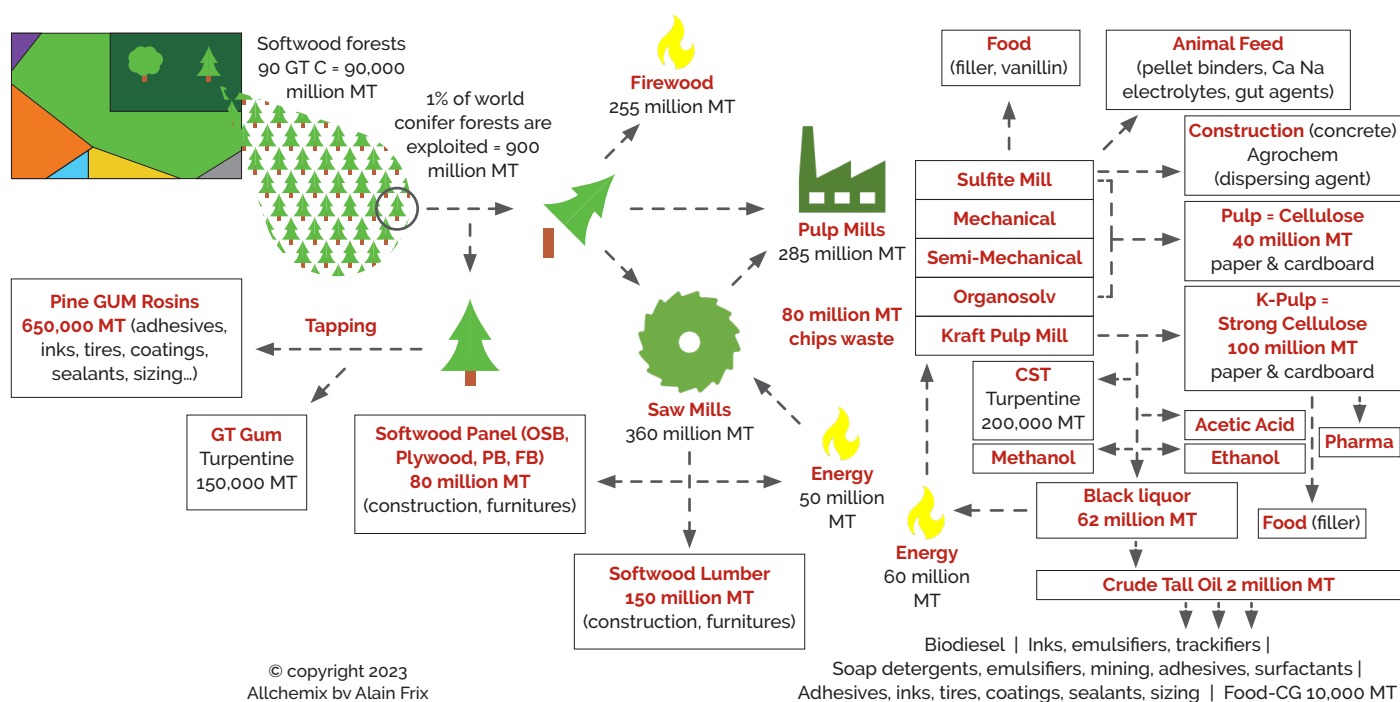 Softwood forests
90 GT C = 90,000
million MT
1% of world
conifer forests are
exploited = 900
million MT
Firewood
255 million MT
Pulp Mills
285 million MT
80 million MT
chips waste
Saw Mills
360 million MT
Energy
50 million
MT
Tapping
Pine GUM Rosins
650,000 MT (adhesives,
inks, tires, coatings,
sealants, sizing...)
GT Gum
Turpentine
150,000 MT
Softwood Panel (OSB,
Plywood, PB, FB)
80 million MT
(construction, furnitures)
Softwood Lumber
150 million MT
(construction, furnitures)
Food
(filler, vanillin)
Animal Feed
(pellet binders, Ca Na
electrolytes, gut agents)
Sulfite Mill
Mechanical
Semi-Mechanical
Organosolv
Kraft Pulp Mill
Construction (concrete)
Agrochem
(dispersing agent)
Pulp = Cellulose
40 million MT
paper & cardboard
K-Pulp =
Strong Cellulose
100 million MT
paper & cardboard
CST
Turpentine
200,000 MT
Methanol
Acetic Acid
Ethanol
Pharma
Food (filler)
Black liquor
62 million MT
Energy
60 million
MT
Crude Tall Oil 2 million MT
Biodiesel | Inks, emulsifiers, trackifiers |
Soap detergents, emulsifiers, mining, adhesives, surfactants |
Adhesives, inks, tires, coatings, sealants, sizing | Food-CG 10,000 MT
© copyright 2023
Allchemix by Alain Frix